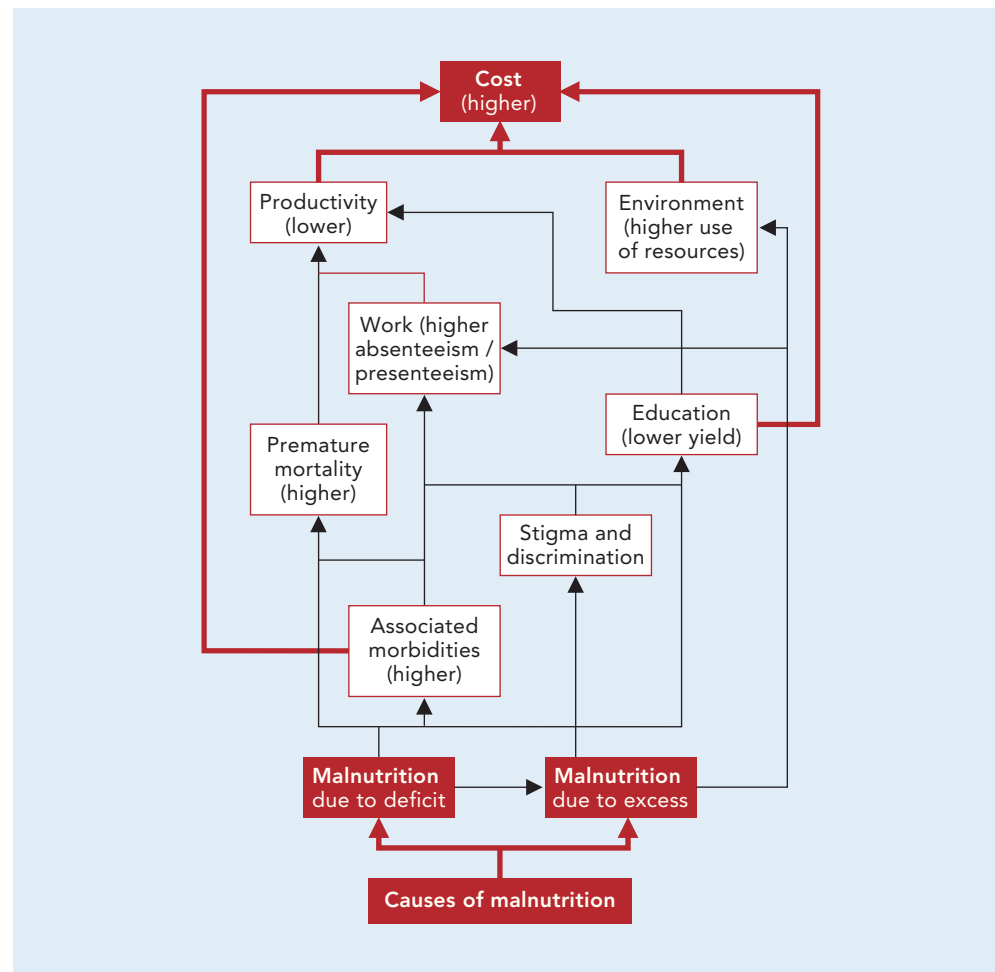 Cost
(higher)
Productivity
(lower)
Environment
(higher use
of resources)
Work (higher
absenteeism /
presenteeism)
Education
(lower yield)
Premature
mortality
(higher)
Stigma and
discrimination
Associated
morbidities
(higher)
Malnutrition
due to deficit
Malnutrition
due to excess
Causes of malnutrition